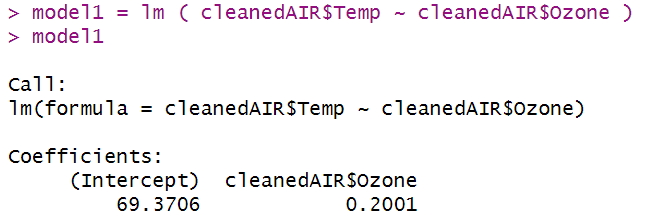 > model1 = lm ( cleanedAIR$Temp ~ cleanedAIR$Ozone )
> model1
Call:
lm(formula = cleanedAIR$Temp ~ cleanedAIR$Ozone)
Coefficients:
(Intercept) cleanedAIR$Ozone
69.3706 0.2001